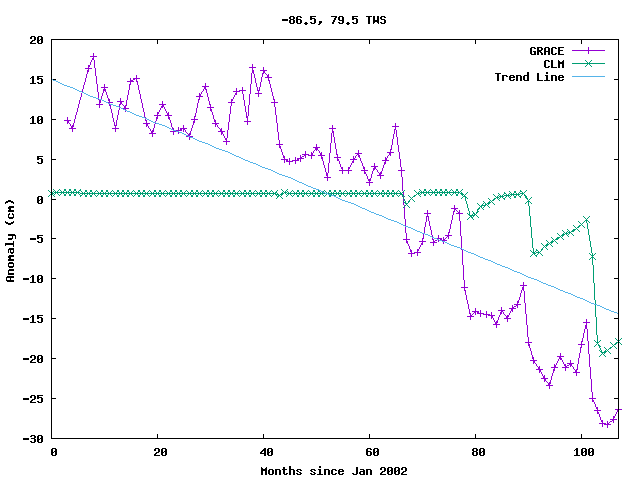 -86.5, 79.5 TWS
GRACE
CLM
Trend Line
20
15
10
5
0
-5
-10
-15
-20
-25
-30
Anomaly (cm)
0 20 40 60 80 100
Months since Jan 2002